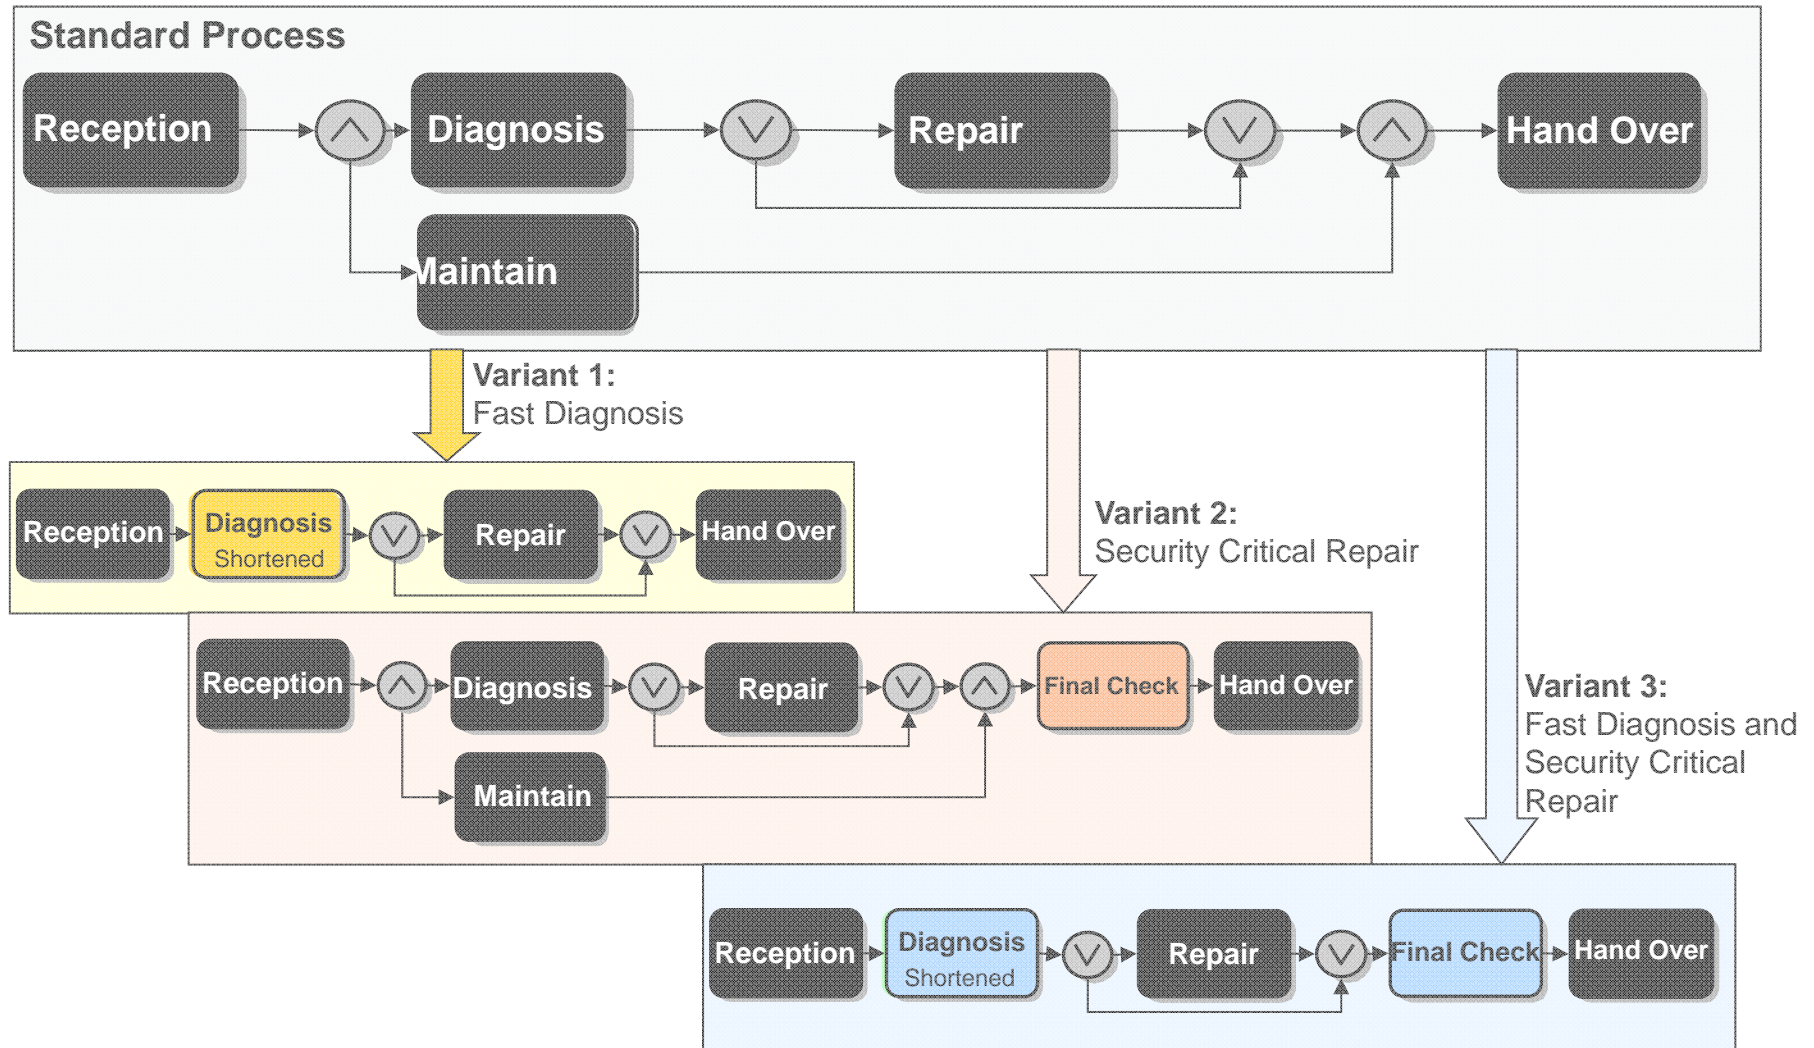 Standard Process
Reception
Diagnosis
Repair
Hand Over
Maintain
Variant 1:
Fast Diagnosis
Reception
Diagnosis
Shortened
Repair
Hand Over
Variant 2:
Security Critical Repair
Reception
Diagnosis
Repair
Final Check
Hand Over
Maintain
Variant 3:
Fast Diagnosis and
Security Critical
Repair
Reception
Diagnosis
Shortened
Repair
Final Check
Hand Over